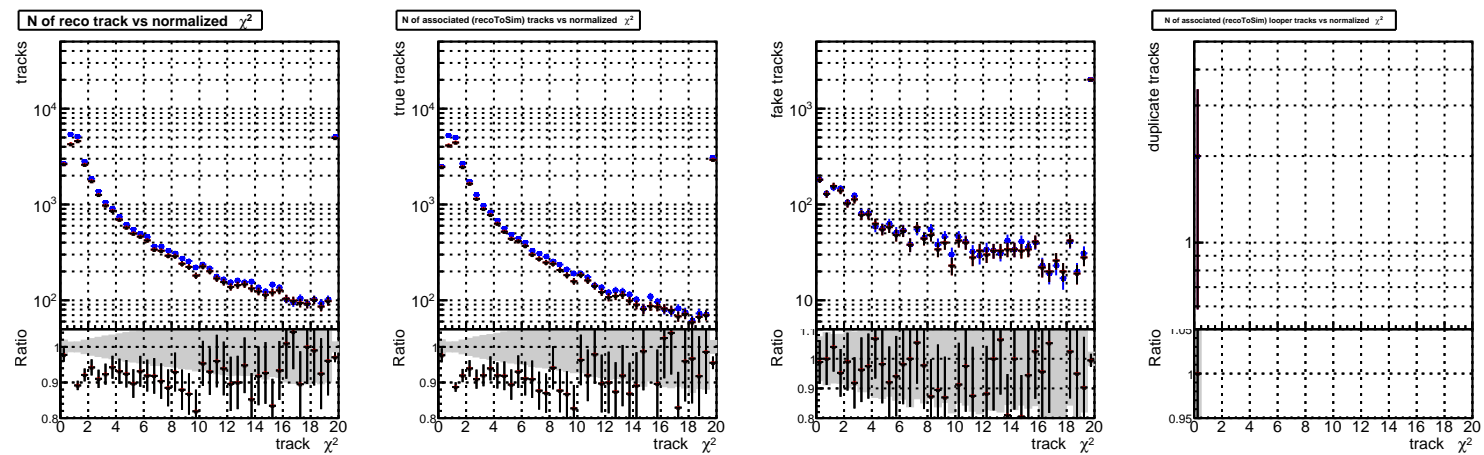 N of reco track vs normalized χ²
tracks
10⁴
10³
10²
Ratio
1
0.9
0.8
0 2 4 6 8 10 12 14 16 18 20
track χ²
N of associated (recoToSim) tracks vs normalized χ²
true tracks
10⁴
10³
10²
Ratio
1
0.9
0.8
0 2 4 6 8 10 12 14 16 18 20
track χ²
fake tracks
10³
10²
10
Ratio
1.1
1
0.9
0.8
0 2 4 6 8 10 12 14 16 18 20
track χ²
N of associated (recoToSim) looper tracks vs normalized χ²
duplicate tracks
1
Ratio
1.05
1
0.95
0 2 4 6 8 10 12 14 16 18 20
track χ²